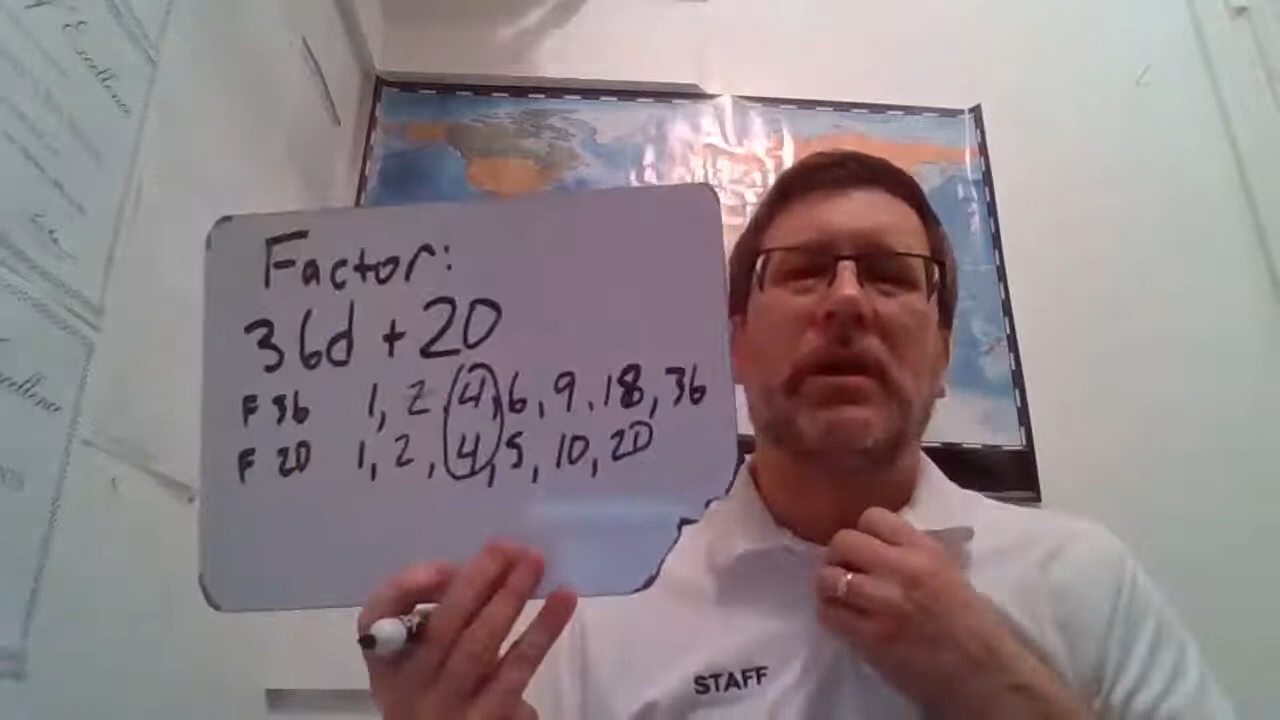 Excellence
Factor:
36d + 20
F 36 1, 2, 4, 6, 9, 18, 36
F 20 1, 2, 4, 5, 10, 20
STAFF